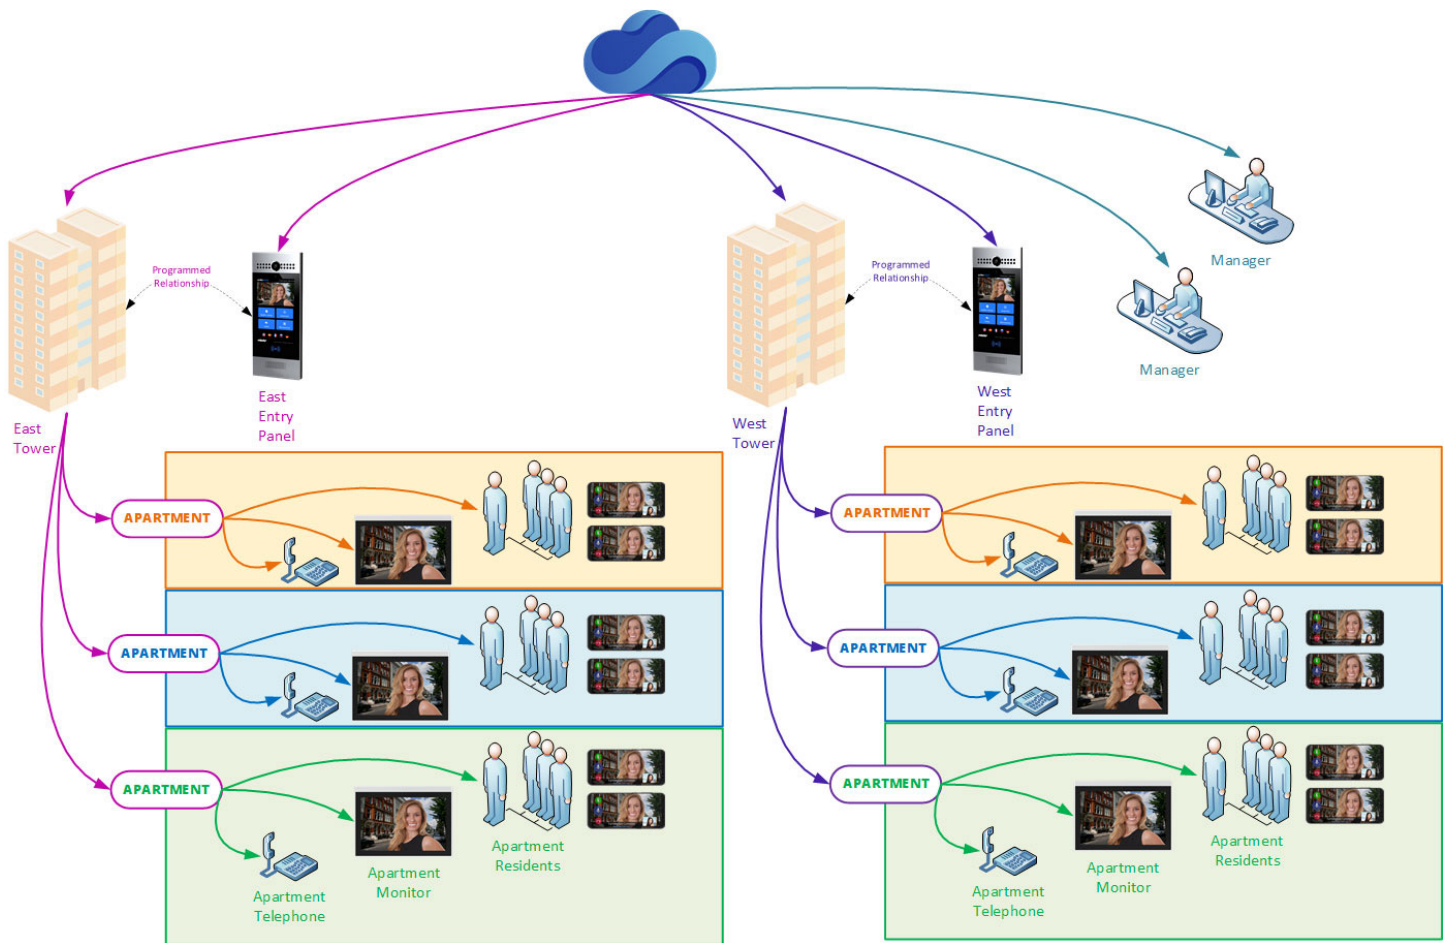 Manager
Programmed
Relationship
Programmed
Relationship
Manager
East
Entry
Panel
West
Entry
Panel
East
Tower
West
Tower
APARTMENT
APARTMENT
APARTMENT
APARTMENT
APARTMENT
APARTMENT
Apartment
Telephone
Apartment
Monitor
Apartment
Residents
Apartment
Telephone
Apartment
Monitor
Apartment
Residents